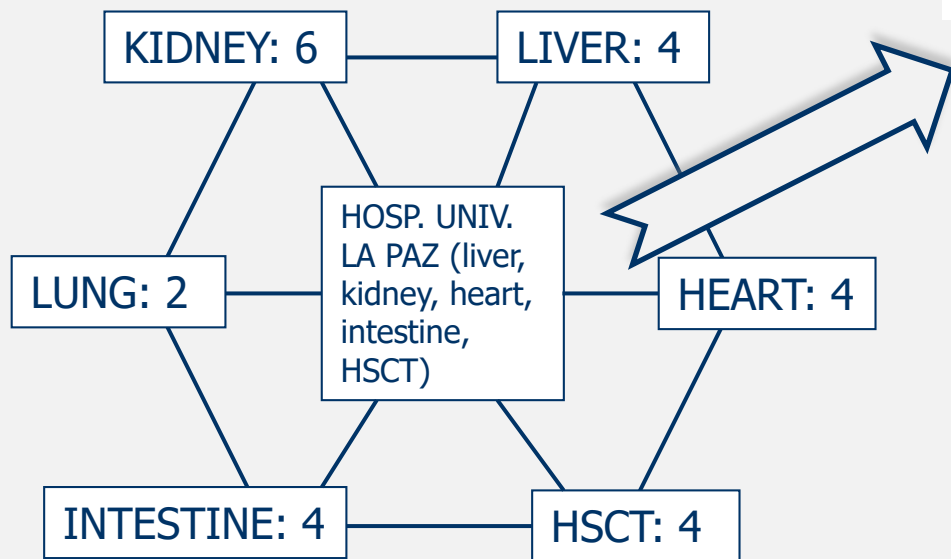 KIDNEY: 6
LIVER: 4
HOSP. UNIV.
LA PAZ (liver,
kidney, heart,
intestine,
HSCT)
LUNG: 2
HEART: 4
INTESTINE: 4
HSCT: 4